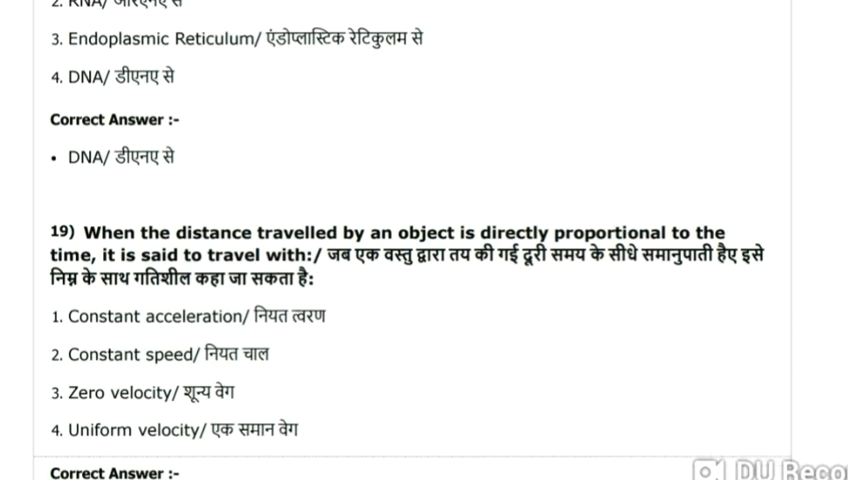 2. RNA/ आरएनए से
3. Endoplasmic Reticulum/ एंडोप्लास्टिक रेटिकुलम से
4. DNA/ डीएनए से
Correct Answer :-
• DNA/ डीएनए से
19) When the distance travelled by an object is directly proportional to the
time, it is said to travel with:/ जब एक वस्तु द्वारा तय की गई दूरी समय के सीधे समानुपाती हैए इसे
निम्न के साथ गतिशील कहा जा सकता है:
1. Constant acceleration/ नियत त्वरण
2. Constant speed/ नियत चाल
3. Zero velocity/ शून्य वेग
4. Uniform velocity/ एक समान वेग
Correct Answer :-
DU Reco